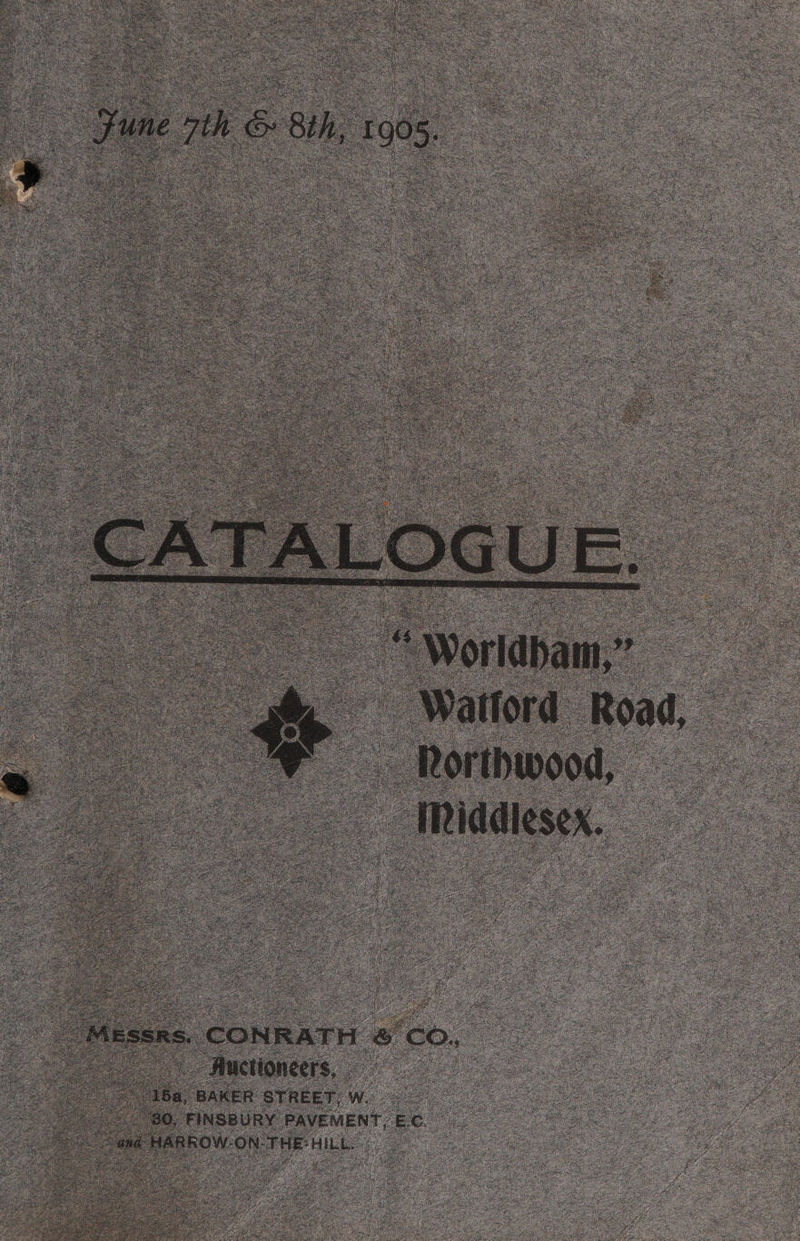 June 7th & 8th, 1905.
CATALOGUE.
“Worldham,”
Watford Road,
Northwood,
Middlesex.
MESSRS. CONRATH & CO.,
Auctioneers,
15a, BAKER STREET, W.
30, FINSBURY PAVEMENT, E.C.
and HARROW-ON-THE-HILL.